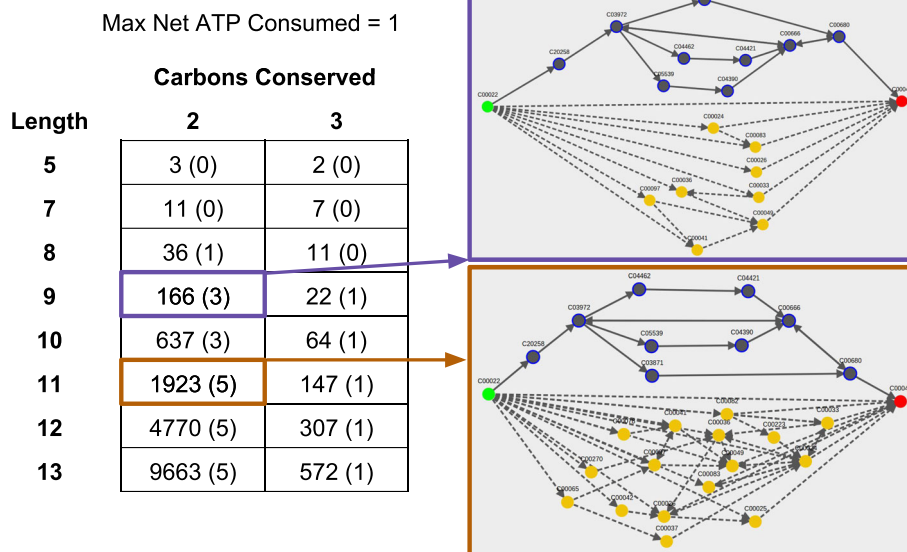 Max Net ATP Consumed = 1
Carbons Conserved
Length 2 3
5 3 (0) 2 (0)
7 11 (0) 7 (0)
8 36 (1) 11 (0)
9 166 (3) 22 (1)
10 637 (3) 64 (1)
11 1923 (5) 147 (1)
12 4770 (5) 307 (1)
13 9663 (5) 572 (1)
C03972
C00680
C00666
C04462
C04421
C20258
C05539
C04390
C00022
C00024
C00083
C00026
C00036
C00033
C00097
C00049
C00041
C04462
C04421
C03972
C00666
C05539
C04390
C20258
C03871
C00680
C00022
C00082
C00033
C00041
C00036
C00223
C00049
C00270
C00083
C00065
C00042
C00025
C00037